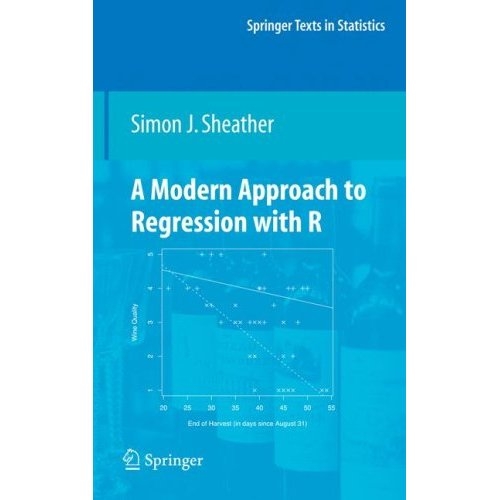 Springer Texts in Statistics
Simon J. Sheather
A Modern Approach to
Regression with R
Wine Quality
5
4
3
2
1
20 25 30 35 40 45 50 55
End of Harvest (in days since August 31)
Springer